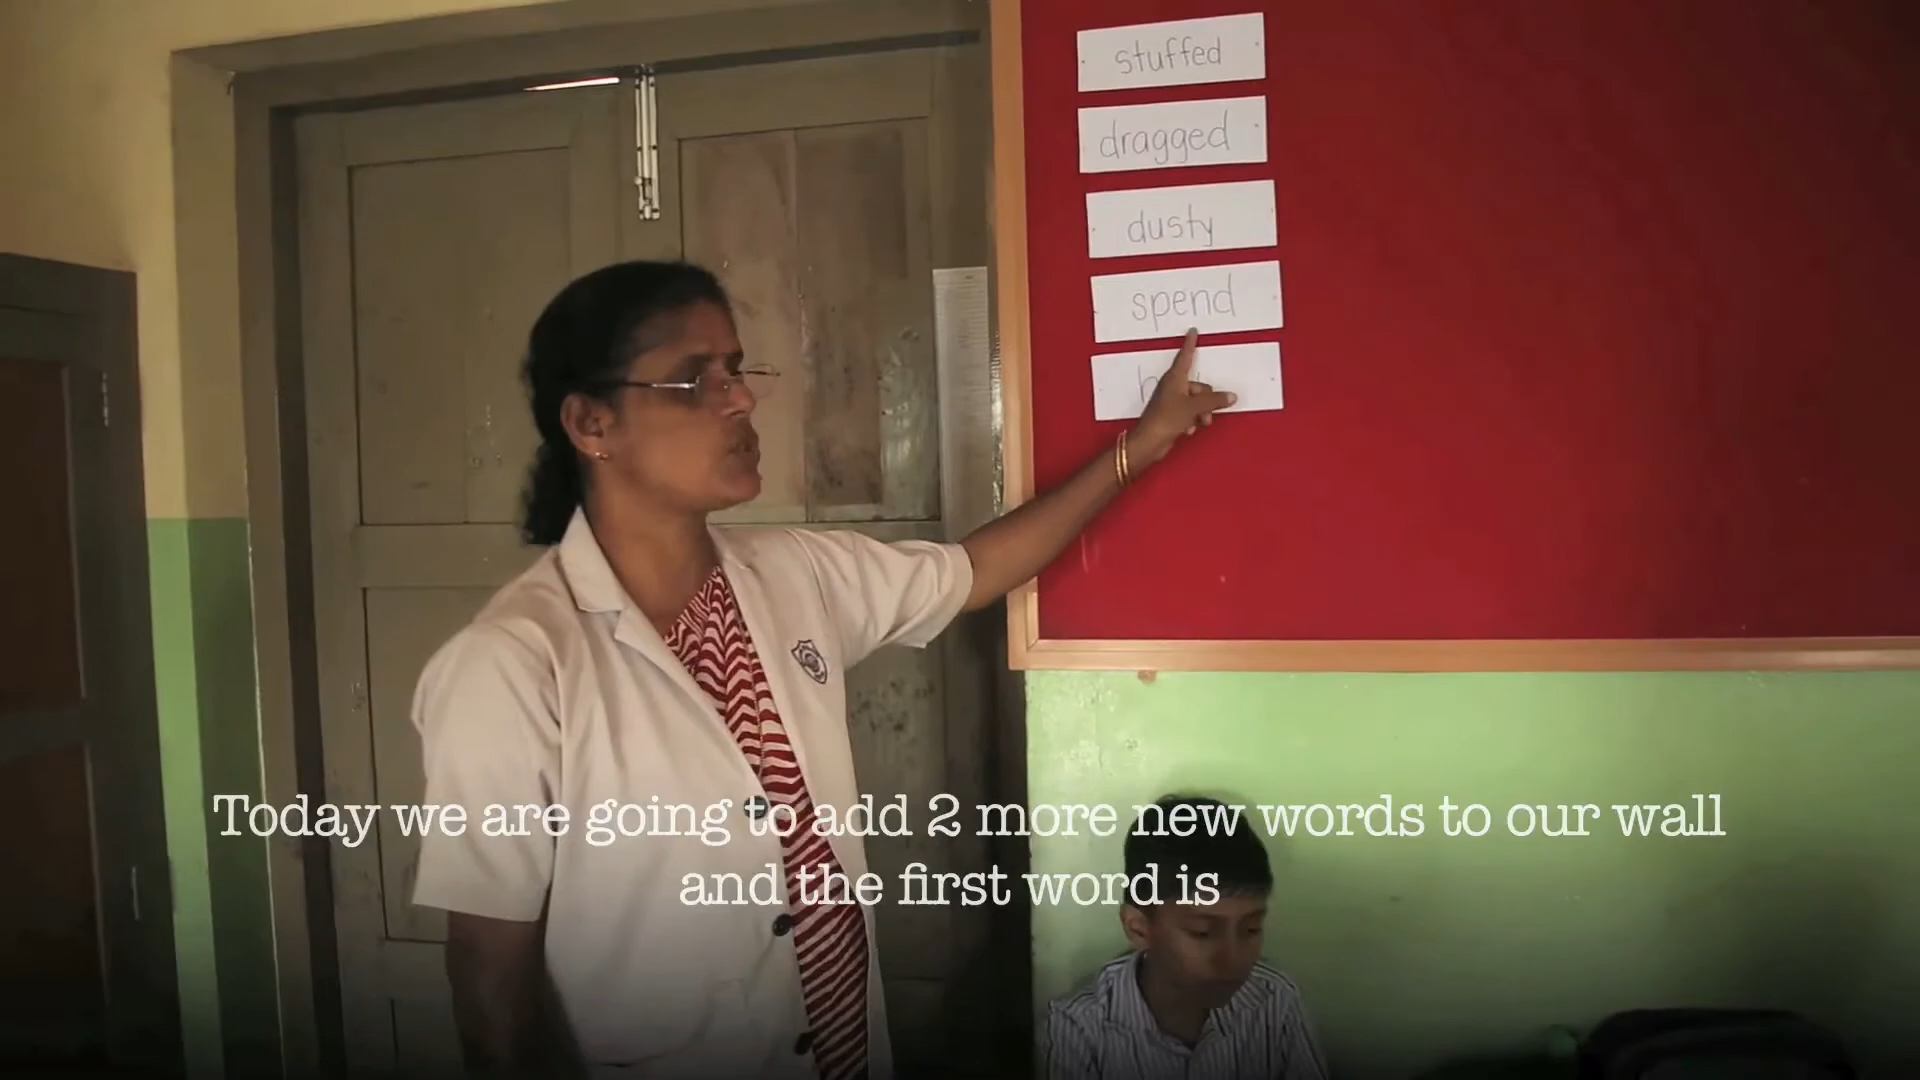 stuffed
dragged
dusty
spend
Today we are going to add 2 more new words to our wall
and the first word is